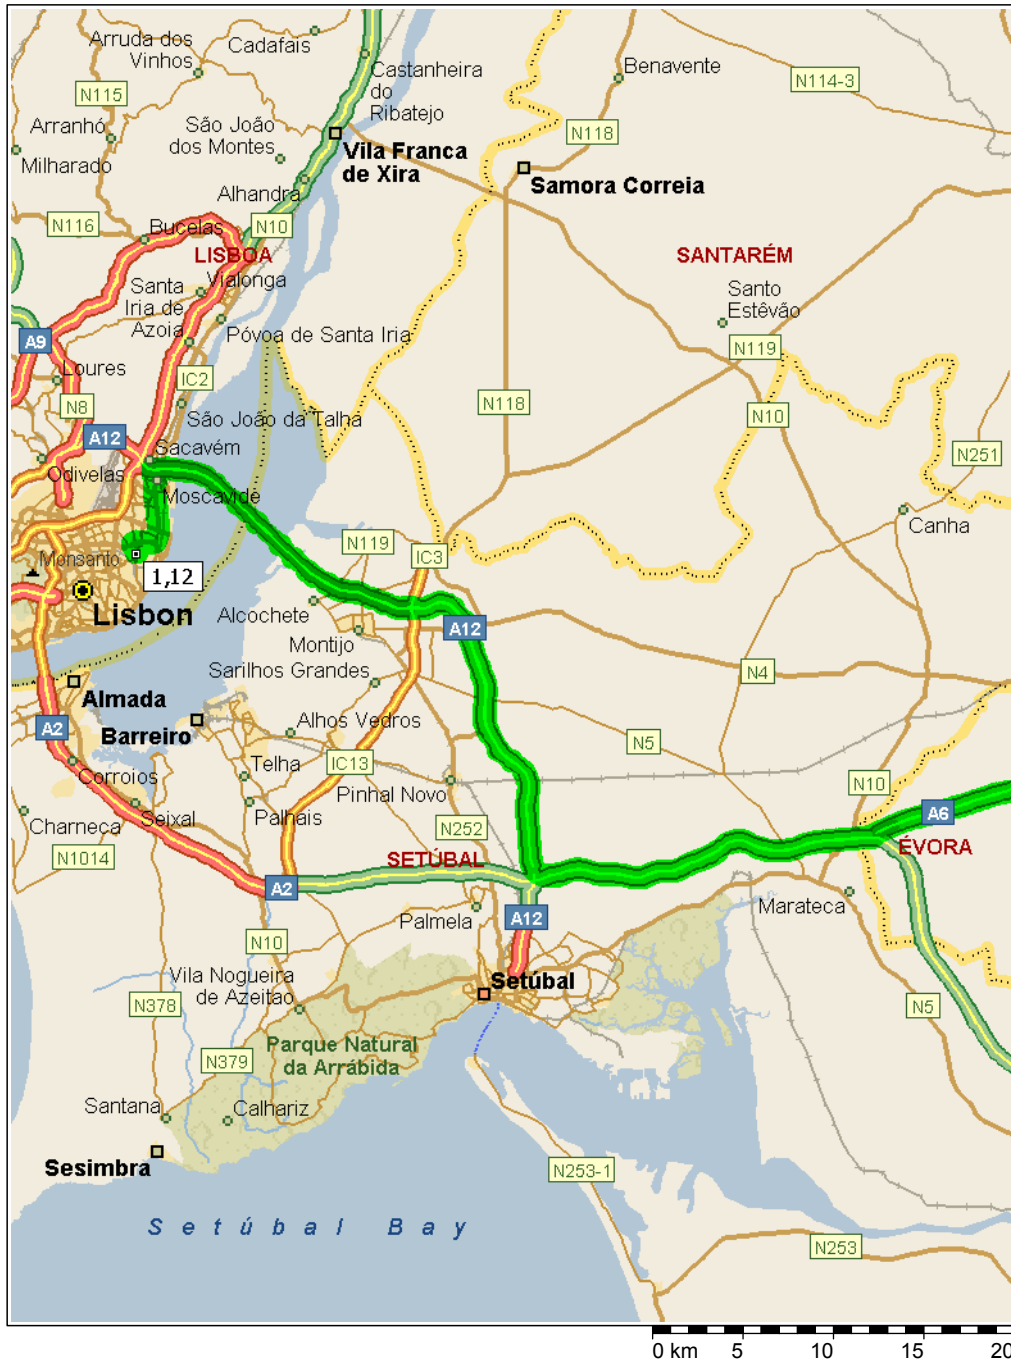 Arruda dos
Vinhos
Cadafais
Castanheira
do
Ribatejo
Benavente
N114-3
N115
Arranhó
Milharado
São João
dos Montes
N118
Vila Franca
de Xira
Samora Correia
Alhandra
N116
Bucelas
N10
LISBOA
SANTARÉM
Santa
Iria de
Azoia
Vialonga
Santo
Estêvão
Póvoa de Santa Iria
A9
N119
Loures
IC2
N8
São João da Talha
N118
N10
A12
Sacavém
Odivelas
Moscavide
N251
Canha
Monsanto
1,12
N119
IC3
Lisbon
Alcochete
Montijo
A12
Sarilhos Grandes
N4
Almada
Barreiro
A2
Alhos Vedros
N5
Corroios
Telha
IC13
Pinhal Novo
N10
Charneca
Seixal
Palhais
N252
A6
N1014
SETÚBAL
ÉVORA
A2
Marateca
Palmela
A12
N10
Vila Nogueira
de Azeitao
Setúbal
N378
N5
Parque Natural
da Arrábida
N379
Santana
Calhariz
Sesimbra
N253-1
Setúbal Bay
N253
0 km 5 10 15 20